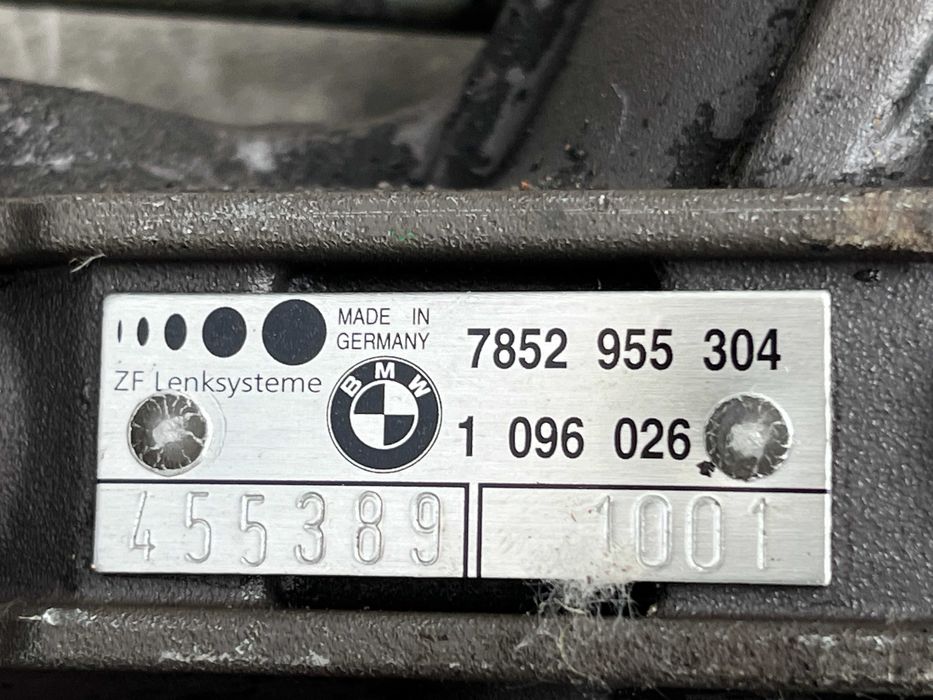 MADE IN
GERMANY
7852 955 304
ZF Lenksysteme
BMW
1 096 026
455389
1001